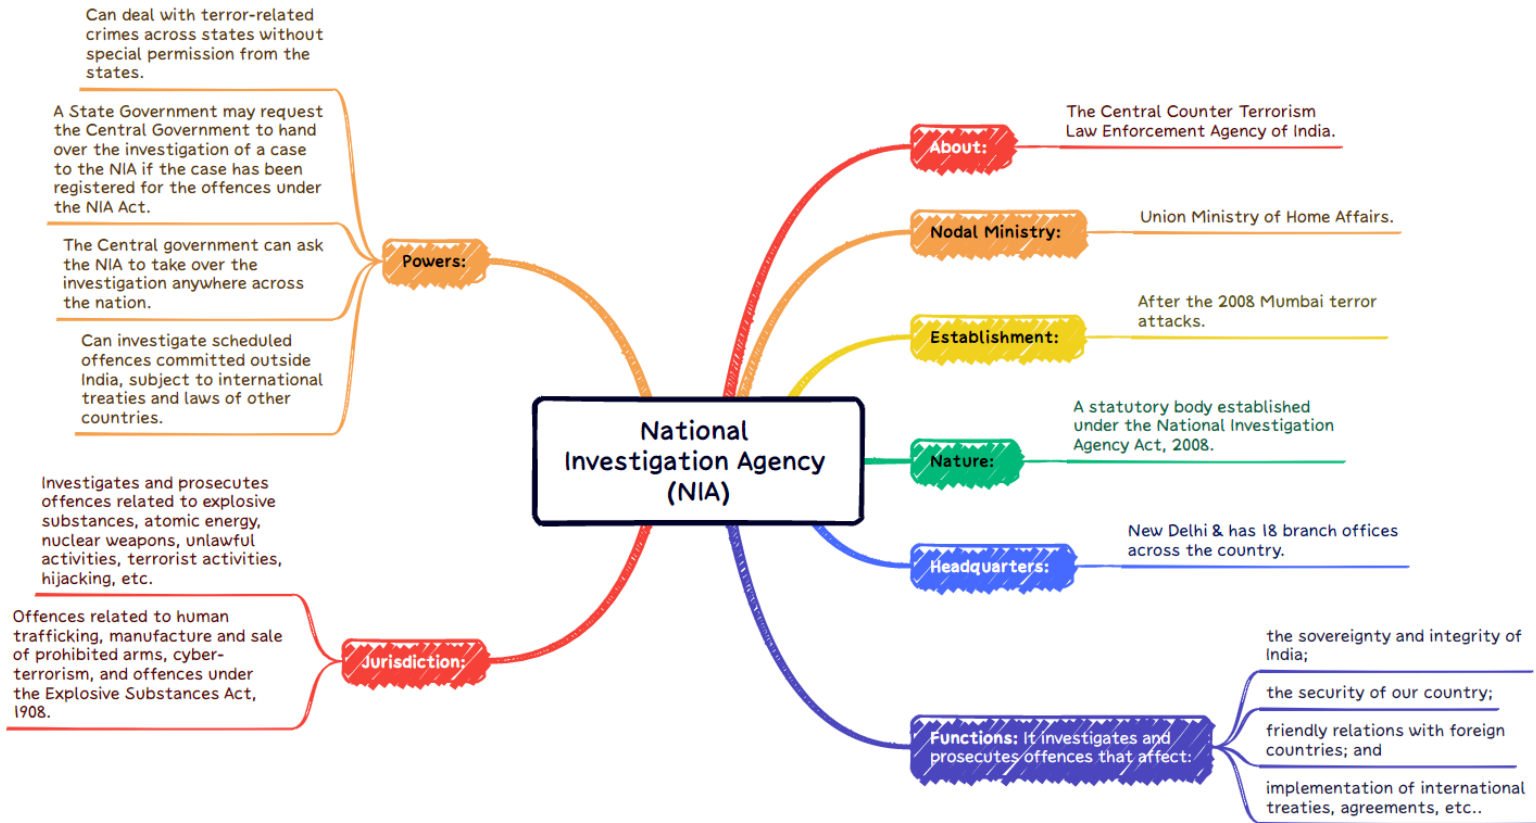 National
Investigation Agency
(NIA)
About:
The Central Counter Terrorism
Law Enforcement Agency of India.
Nodal Ministry:
Union Ministry of Home Affairs.
Establishment:
After the 2008 Mumbai terror
attacks.
Nature:
A statutory body established
under the National Investigation
Agency Act, 2008.
Headquarters:
New Delhi & has 18 branch offices
across the country.
Functions: It investigates and
prosecutes offences that affect:
the sovereignty and integrity of
India;
the security of our country;
friendly relations with foreign
countries; and
implementation of international
treaties, agreements, etc..
Powers:
Can deal with terror-related
crimes across states without
special permission from the
states.
A State Government may request
the Central Government to hand
over the investigation of a case
to the NIA if the case has been
registered for the offences under
the NIA Act.
The Central government can ask
the NIA to take over the
investigation anywhere across
the nation.
Can investigate scheduled
offences committed outside
India, subject to international
treaties and laws of other
countries.
Jurisdiction:
Investigates and prosecutes
offences related to explosive
substances, atomic energy,
nuclear weapons, unlawful
activities, terrorist activities,
hijacking, etc.
Offences related to human
trafficking, manufacture and sale
of prohibited arms, cyber-
terrorism, and offences under
the Explosive Substances Act,
1908.